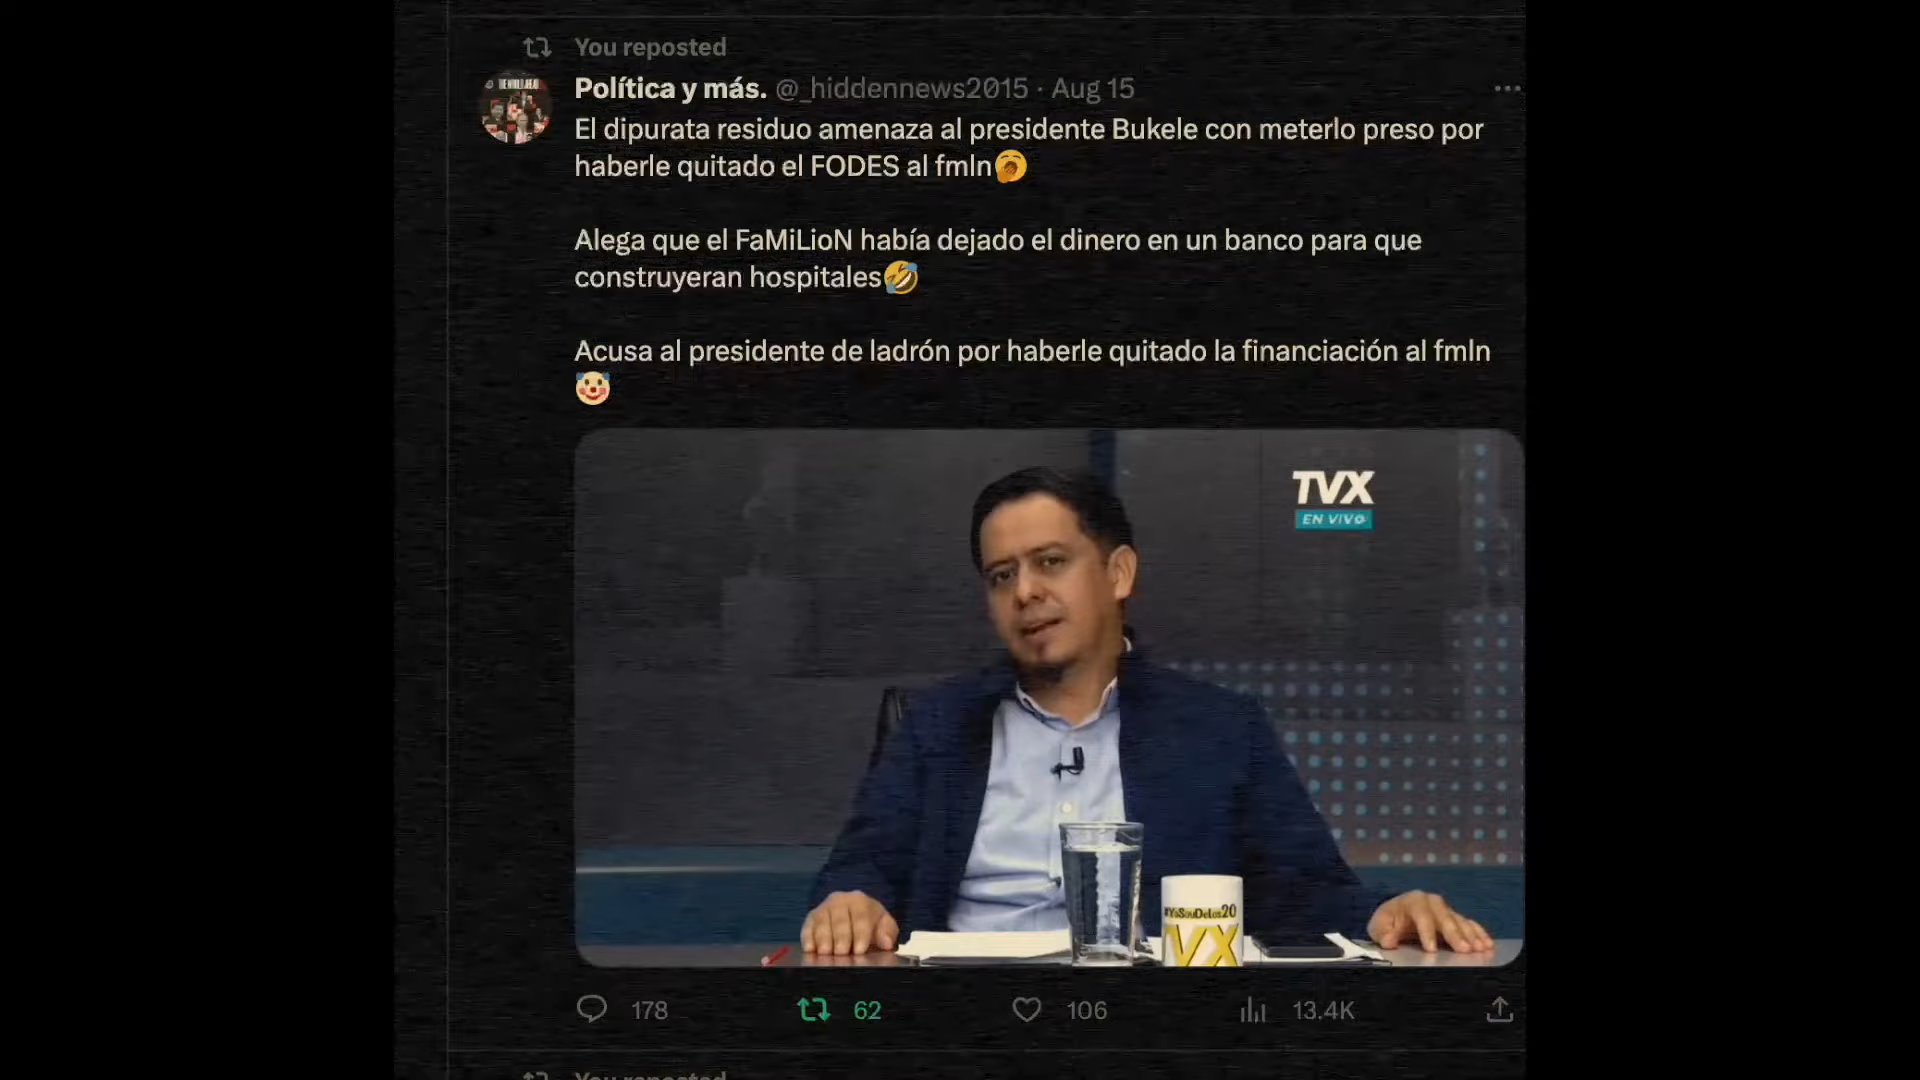 You reposted
Política y más. @_hiddennews2015 · Aug 15
El dipurata residuo amenaza al presidente Bukele con meterlo preso por
haberle quitado el FODES al fmln🥱
Alega que el FaMiLioN había dejado el dinero en un banco para que
construyeran hospitales🤣
Acusa al presidente de ladrón por haberle quitado la financiación al fmln
🤡
TVX
EN VIVO
#YoSoyDeLos20
TVX
178 62 106 13.4K
You reposted